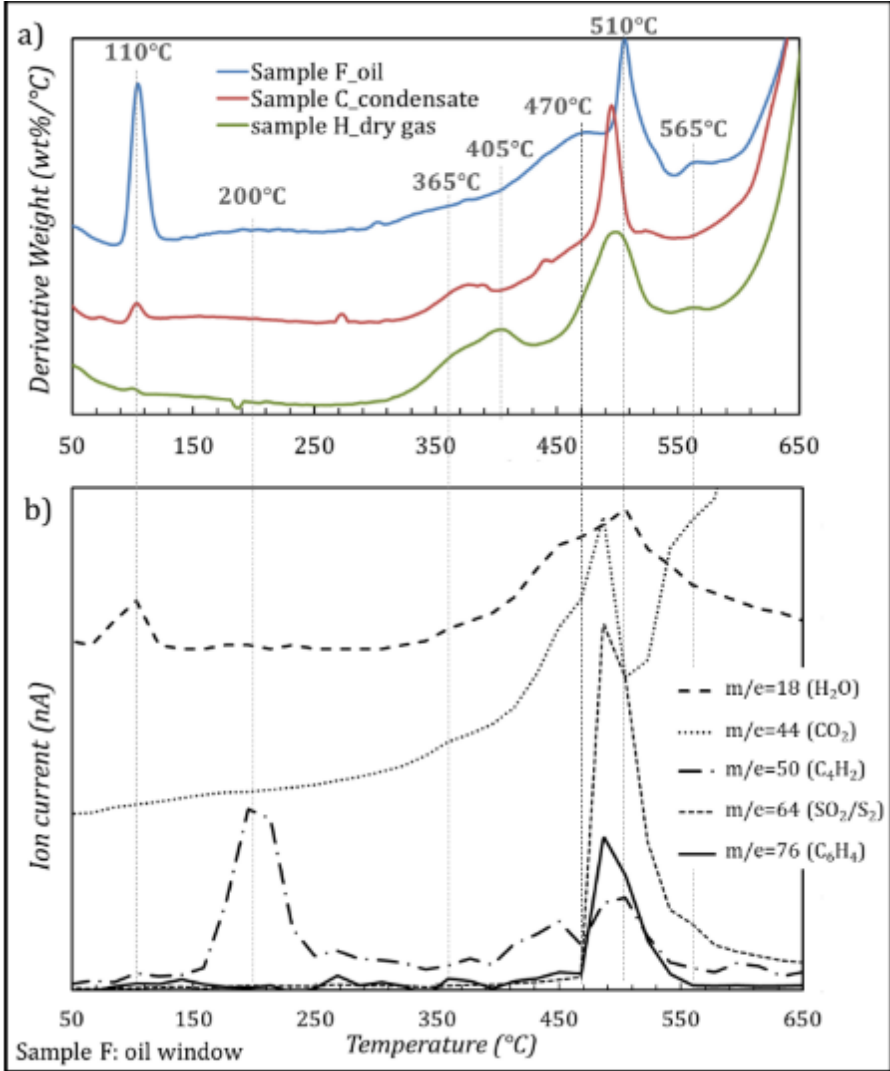 a)
110°C
510°C
Sample F_oil
Sample C_condensate
sample H_dry gas
470°C
565°C
405°C
365°C
200°C
Derivative Weight (wt%/°C)
50 150 250 350 450 550 650
b)
Ion current (nA)
m/e=18 (H₂O)
m/e=44 (CO₂)
m/e=50 (C₄H₂)
m/e=64 (SO₂/S₂)
m/e=76 (C₆H₄)
50 150 250 350 450 550 650
Temperature (°C)
Sample F: oil window